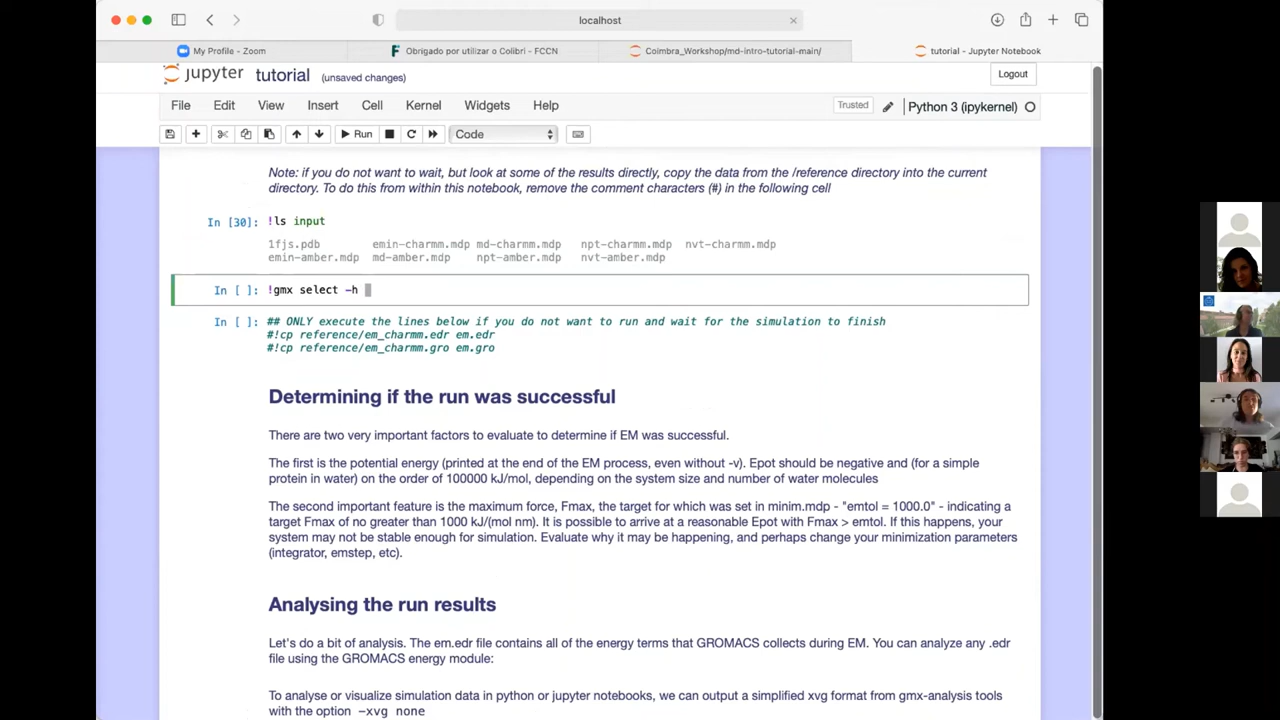 localhost
My Profile - Zoom
Obrigado por utilizar o Colibri - FCCN
Coimbra_Workshop/md-intro-tutorial-main/
tutorial - Jupyter Notebook
jupyter tutorial (unsaved changes)
Logout
File Edit View Insert Cell Kernel Widgets Help
Trusted
Python 3 (ipykernel)
Run
Code
Note: if you do not want to wait, but look at some of the results directly, copy the data from the /reference directory into the current
directory. To do this from within this notebook, remove the comment characters (#) in the following cell
In [30]: !ls input
1fjs.pdb emin-charmm.mdp md-charmm.mdp npt-charmm.mdp nvt-charmm.mdp
emin-amber.mdp md-amber.mdp npt-amber.mdp nvt-amber.mdp
In [ ]: !gmx select -h
In [ ]: ## ONLY execute the lines below if you do not want to run and wait for the simulation to finish
#!cp reference/em_charmm.edr em.edr
#!cp reference/em_charmm.gro em.gro
Determining if the run was successful
There are two very important factors to evaluate to determine if EM was successful.
The first is the potential energy (printed at the end of the EM process, even without -v). Epot should be negative and (for a simple
protein in water) on the order of 100000 kJ/mol, depending on the system size and number of water molecules
The second important feature is the maximum force, Fmax, the target for which was set in minim.mdp - "emtol = 1000.0" - indicating a
target Fmax of no greater than 1000 kJ/(mol nm). It is possible to arrive at a reasonable Epot with Fmax > emtol. If this happens, your
system may not be stable enough for simulation. Evaluate why it may be happening, and perhaps change your minimization parameters
(integrator, emstep, etc).
Analysing the run results
Let's do a bit of analysis. The em.edr file contains all of the energy terms that GROMACS collects during EM. You can analyze any .edr
file using the GROMACS energy module:
To analyse or visualize simulation data in python or jupyter notebooks, we can output a simplified xvg format from gmx-analysis tools
with the option -xvg none